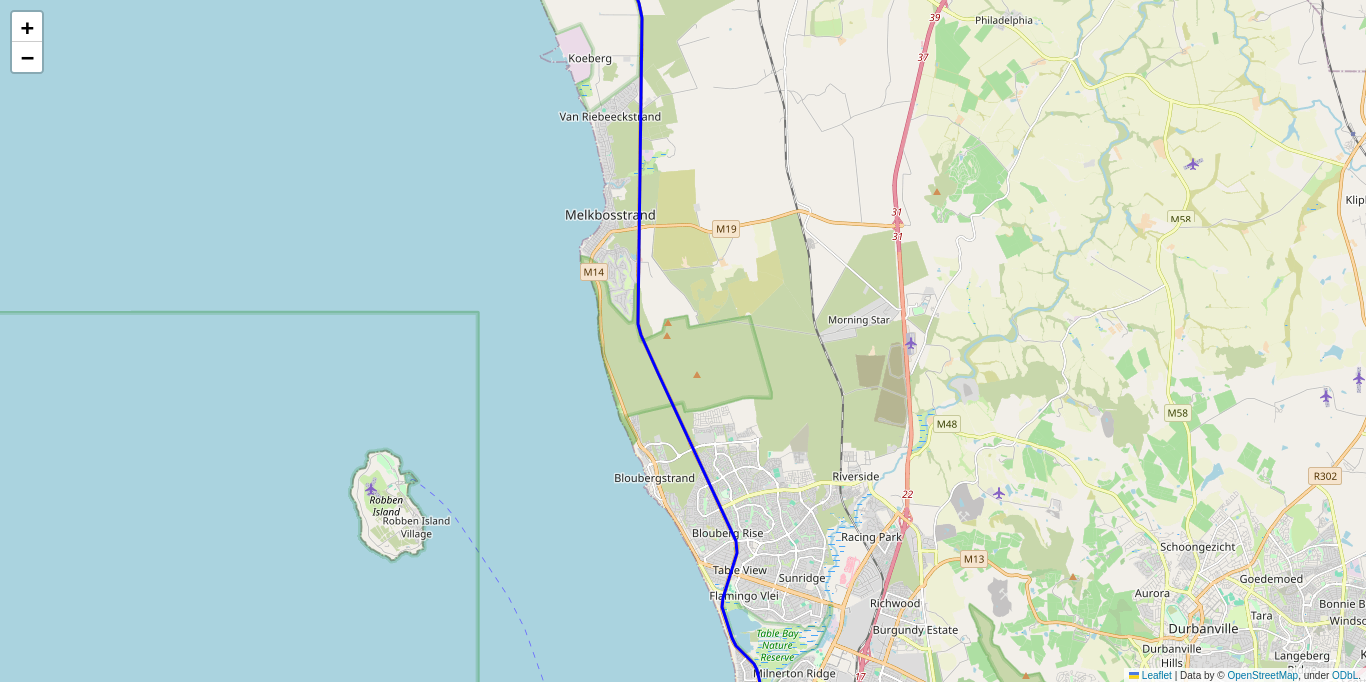 +
−
39
Philadelphia
37
Koeberg
Van Riebeeckstrand
Melkbosstrand
31
31
M19
M58
M14
Morning Star
M58
M48
Bloubergstrand
Riverside
R302
22
Robben
Island
Robben Island
Village
Blouberg Rise
Racing Park
Schoongezicht
M13
Table View
Sunridge
Goedemoed
Flamingo Vlei
Aurora
Richwood
Bonnie B
Tara
Windso
Burgundy Estate
Durbanville
Table Bay
Nature
Reserve
Durbanville
Hills
Langeberg
K
Milnerton Ridge
17
Leaflet | Data by © OpenStreetMap, under ODbL.